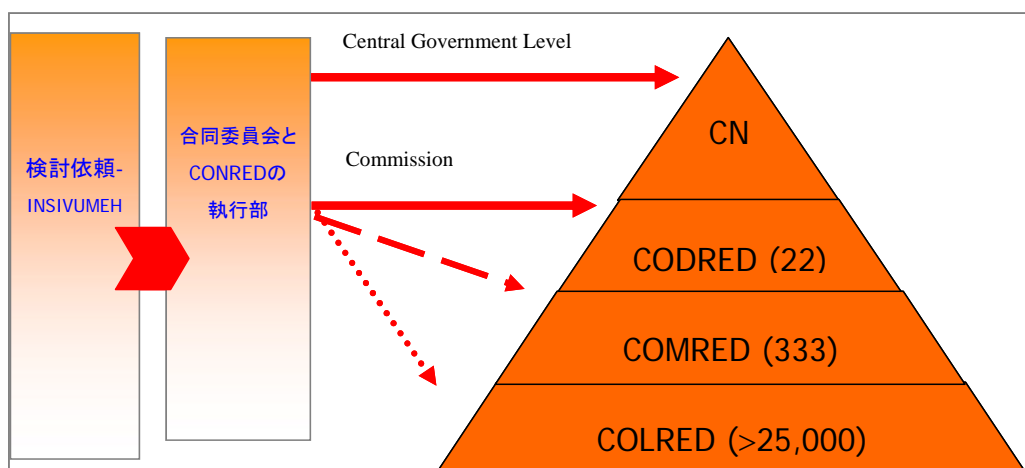 検討依頼-
INSIVUMEH
合同委員会と
CONREDの
執行部
Central Government Level
Commission
CN
CODRED (22)
COMRED (333)
COLRED (>25,000)